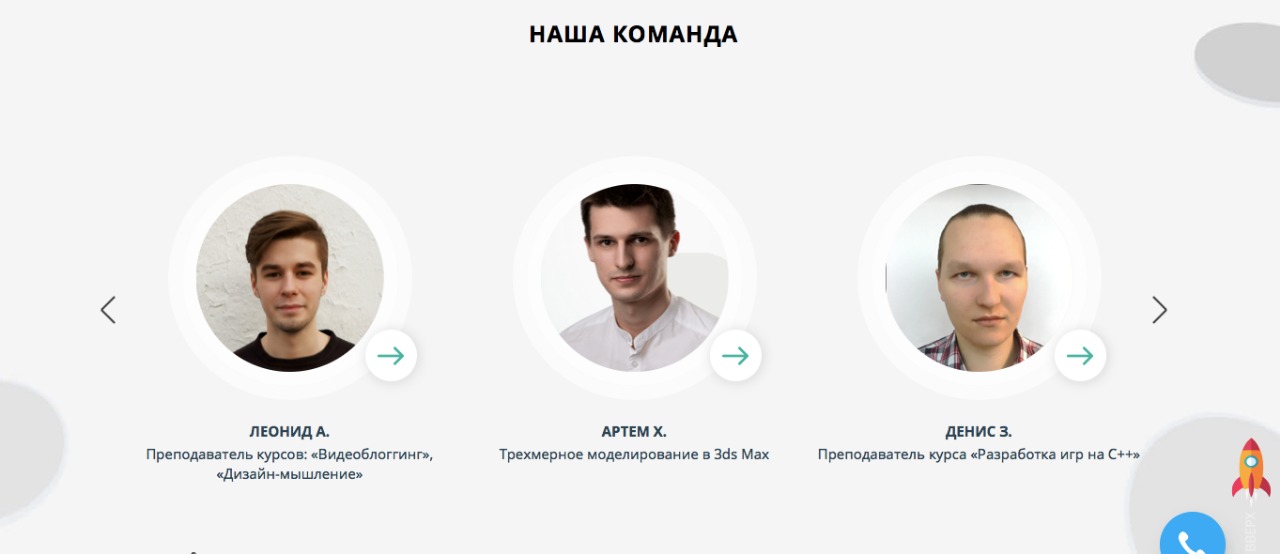 НАША КОМАНДА
ЛЕОНИД А.
Преподаватель курсов: «Видеоблоггинг»,
«Дизайн-мышление»
АРТЕМ Х.
Трехмерное моделирование в 3ds Max
ДЕНИС З.
Преподаватель курса «Разработка игр на C++»
ВВЕРХ